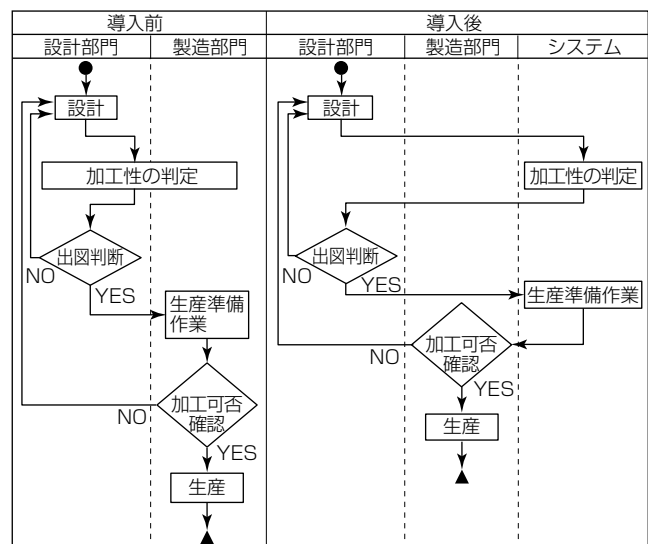 導入前
導入後
設計部門
製造部門
設計部門
製造部門
システム
設計
加工性の判定
出図判断
NO
YES
生産準備
作業
加工可否
確認
NO
YES
生産
設計
加工性の判定
出図判断
NO
YES
生産準備作業
加工可否
確認
NO
YES
生産